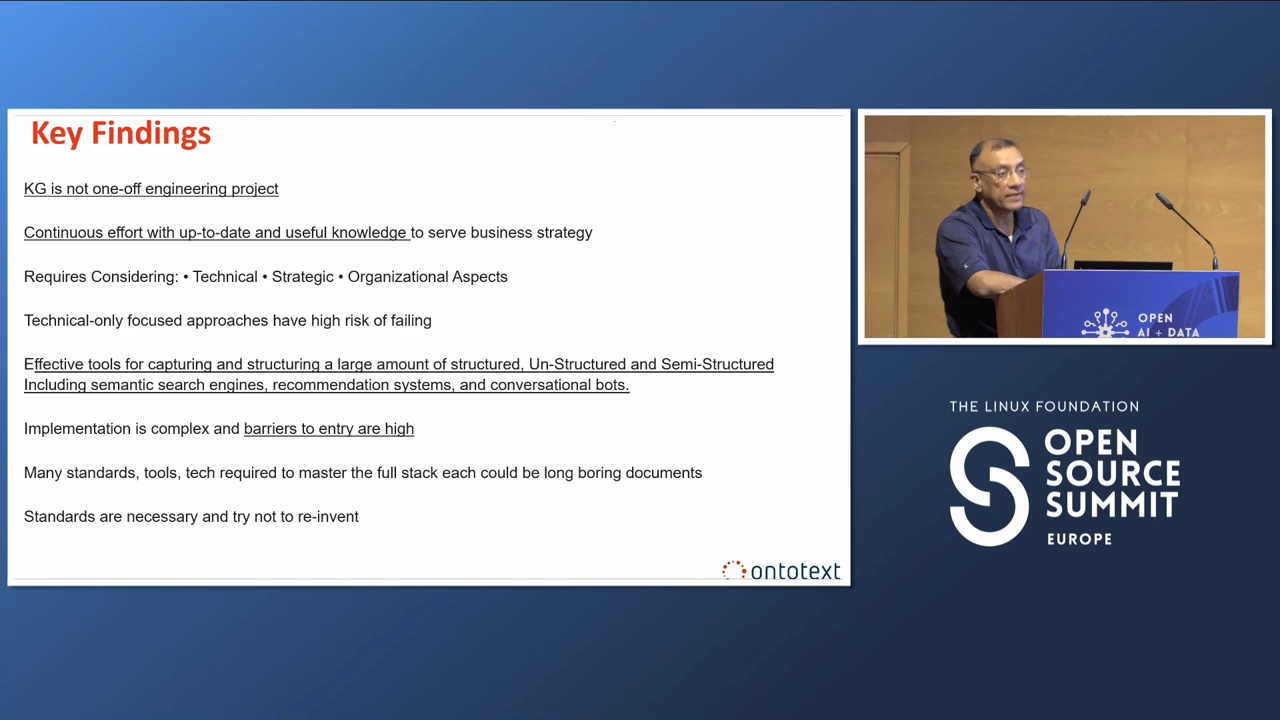 Key Findings
KG is not one-off engineering project
Continuous effort with up-to-date and useful knowledge to serve business strategy
Requires Considering: • Technical • Strategic • Organizational Aspects
Technical-only focused approaches have high risk of failing
Effective tools for capturing and structuring a large amount of structured, Un-Structured and Semi-Structured
Including semantic search engines, recommendation systems, and conversational bots.
Implementation is complex and barriers to entry are high
Many standards, tools, tech required to master the full stack each could be long boring documents
Standards are necessary and try not to re-invent
ontotext
OPEN
AI + DATA
THE LINUX FOUNDATION
OPEN
SOURCE
SUMMIT
EUROPE